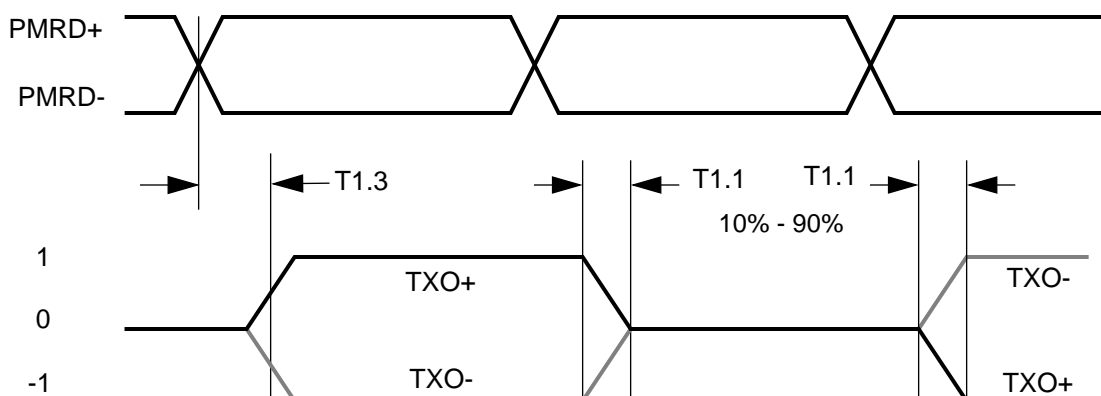 PMRD+
PMRD-
T1.3
T1.1
T1.1
10% - 90%
1
TXO+
TXO-
0
-1
TXO-
TXO+